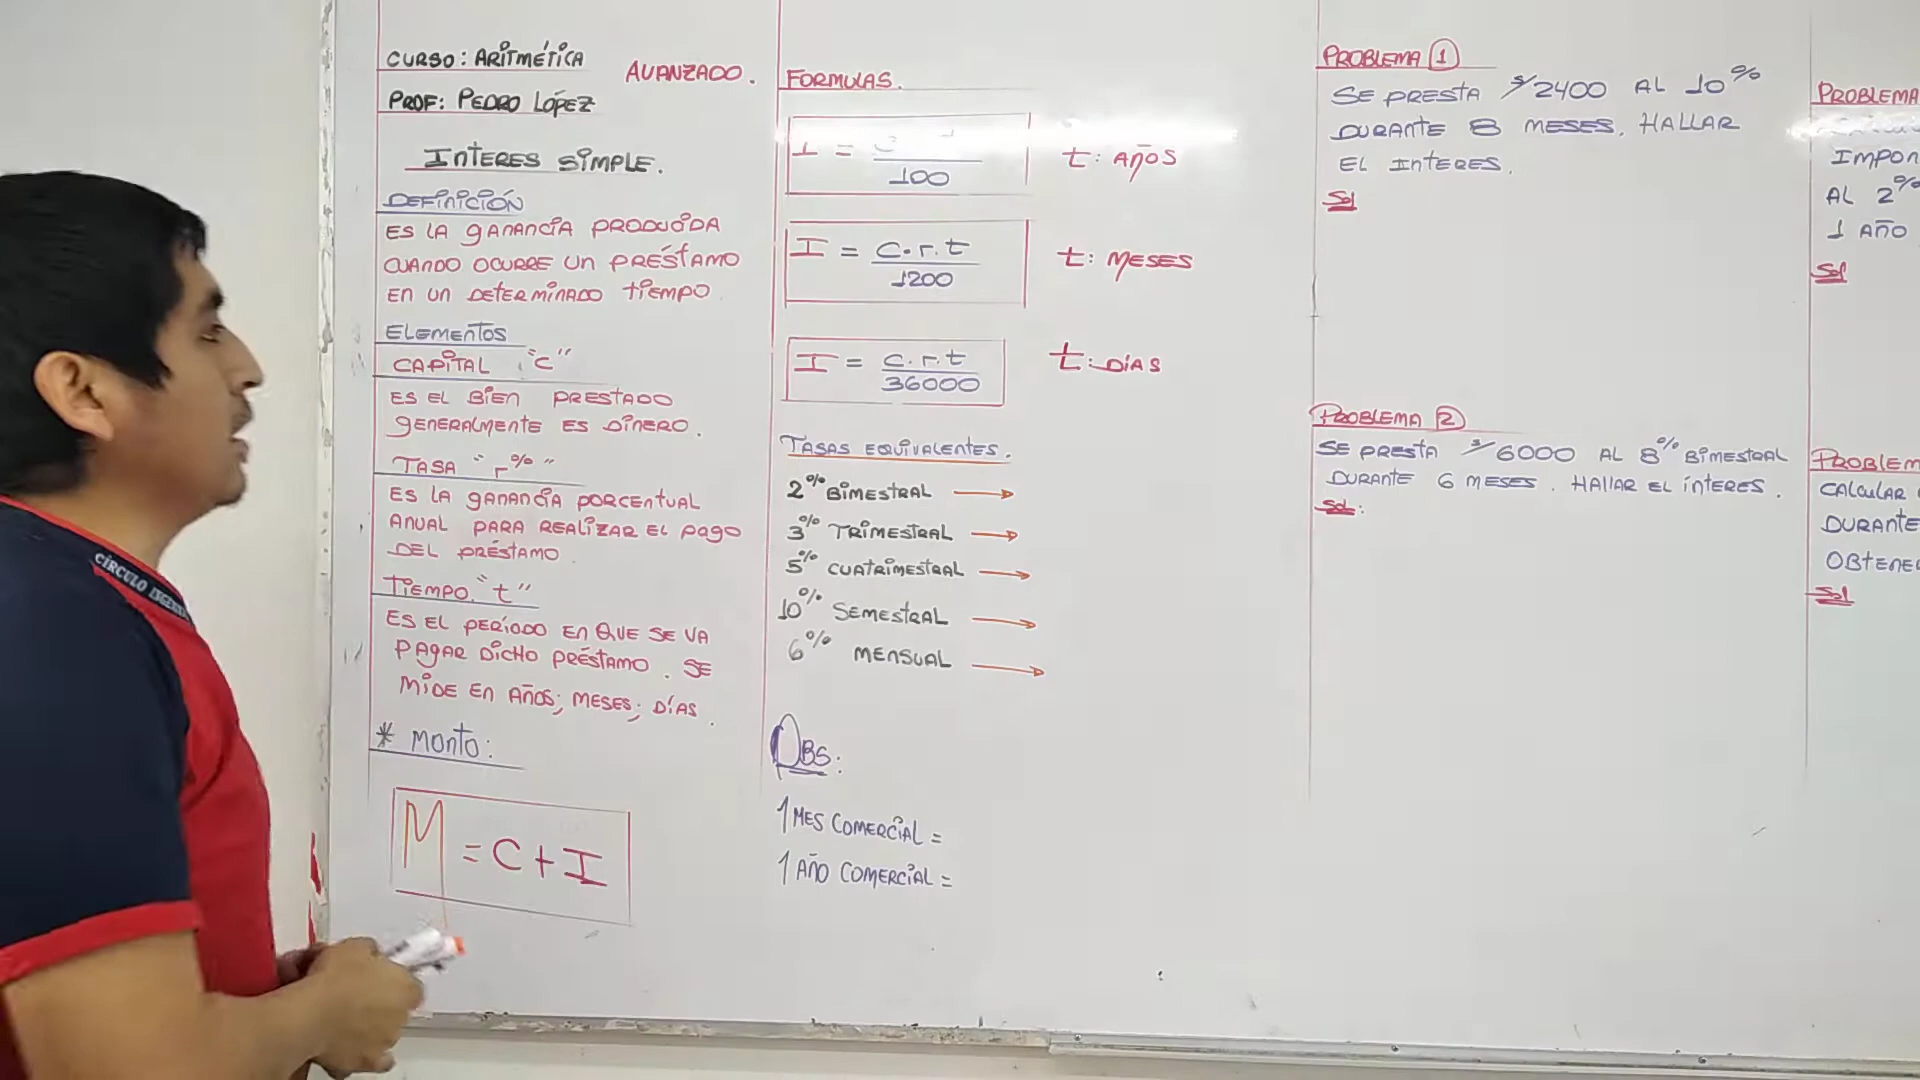 CURSO: ARITMÉTICA
AVANZADO.
PROF: PEDRO LÓPEZ
INTERES SIMPLE.
DEFINICIÓN
ES LA GANANCIA PRODUCIDA
CUANDO OCURRE UN PRÉSTAMO
EN UN DETERMINADO TIEMPO
ELEMENTOS
CAPITAL "C"
ES EL BIEN PRESTADO
GENERALMENTE ES DINERO.
TASA "r%"
ES LA GANANCIA PORCENTUAL
ANUAL PARA REALIZAR EL PAGO
DEL PRÉSTAMO
TIEMPO "t"
ES EL PERÍODO EN QUE SE VA
PAGAR DICHO PRÉSTAMO. SE
MIDE EN AÑOS; MESES; DÍAS.
* MONTO:
M = C + I
FORMULAS.
I = 100 t: AÑOS
I = C.r.t / 1200 t: MESES
I = C.r.t / 36000 t: DÍAS
TASAS EQUIVALENTES.
2% BIMESTRAL →
3% TRIMESTRAL →
5% CUATRIMESTRAL →
10% SEMESTRAL →
6% MENSUAL →
OBS:
1 MES COMERCIAL =
1 AÑO COMERCIAL =
PROBLEMA 1
SE PRESTA S/2400 AL 10%
DURANTE 8 MESES. HALLAR
EL INTERES.
Sol
PROBLEMA 2
SE PRESTA S/6000 AL 8% BIMESTRAL
DURANTE 6 MESES. HALLAR EL INTERES.
Sol:
PROBLEMA
IMPON
AL 2%
1 AÑO
Sol
PROBLEM
CALCULAR
DURANTE
OBTENE
Sol
CÍRCULO